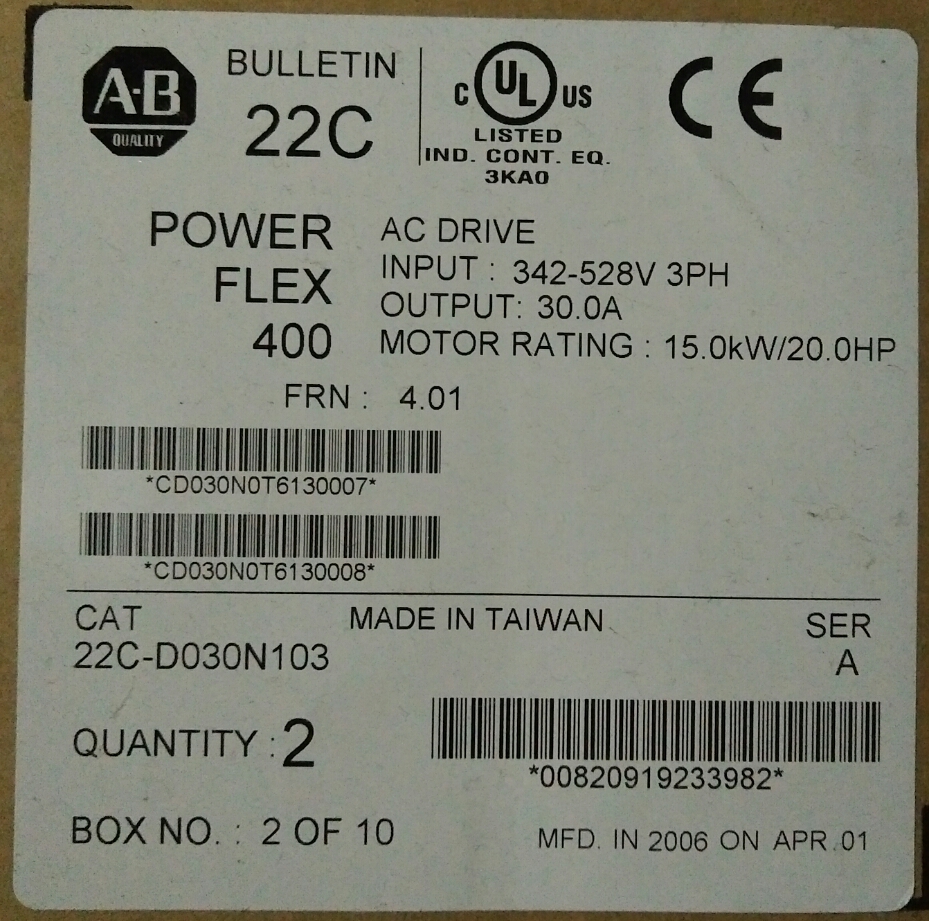 A-B
QUALITY
BULLETIN
22C
C UL US
LISTED
IND. CONT. EQ.
3KA0
CE
POWER
FLEX
400
AC DRIVE
INPUT : 342-528V 3PH
OUTPUT: 30.0A
MOTOR RATING : 15.0kW/20.0HP
FRN : 4.01
*CD030N0T6130007*
*CD030N0T6130008*
CAT
22C-D030N103
MADE IN TAIWAN
SER
A
QUANTITY : 2
*00820919233982*
BOX NO. : 2 OF 10
MFD. IN 2006 ON APR.01